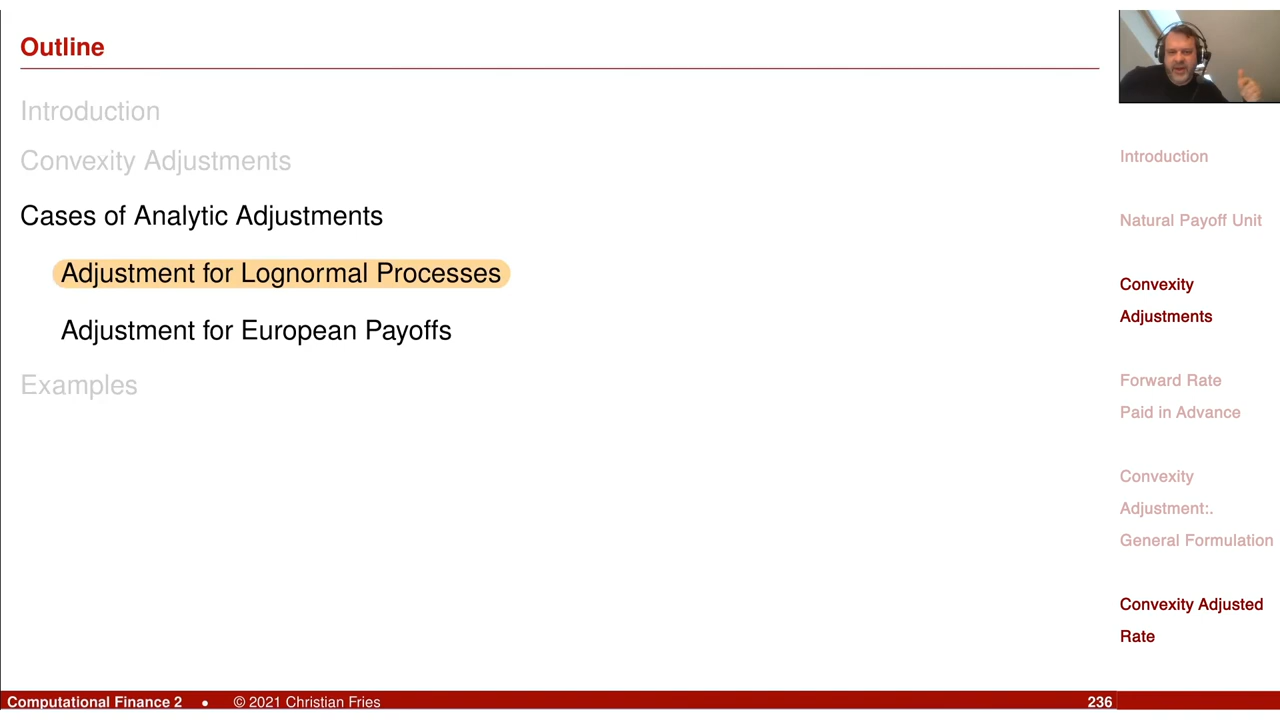 Outline
Introduction
Convexity Adjustments
Cases of Analytic Adjustments
Adjustment for Lognormal Processes
Adjustment for European Payoffs
Examples
Introduction
Natural Payoff Unit
Convexity
Adjustments
Forward Rate
Paid in Advance
Convexity
Adjustment:.
General Formulation
Convexity Adjusted
Rate
Computational Finance 2 • © 2021 Christian Fries 236